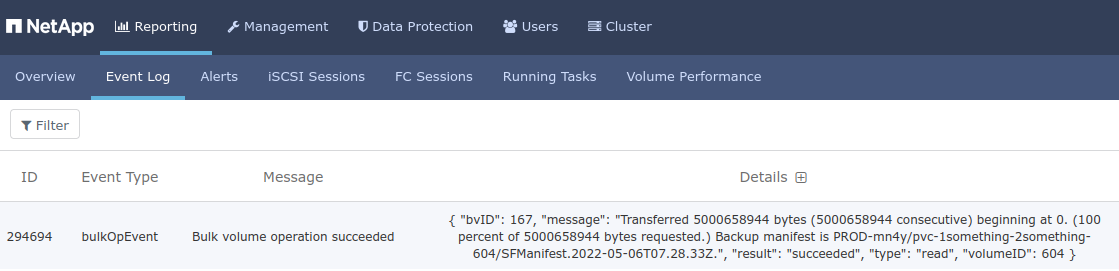 NetApp Reporting Management Data Protection Users Cluster
Overview Event Log Alerts iSCSI Sessions FC Sessions Running Tasks Volume Performance
Filter
ID Event Type Message Details
294694 bulkOpEvent Bulk volume operation succeeded
{ "bvID": 167, "message": "Transferred 5000658944 bytes (5000658944 consecutive) beginning at 0. (100
percent of 5000658944 bytes requested.) Backup manifest is PROD-mn4y/pvc-1something-2something-
604/SFManifest.2022-05-06T07.28.33Z.", "result": "succeeded", "type": "read", "volumeID": 604 }